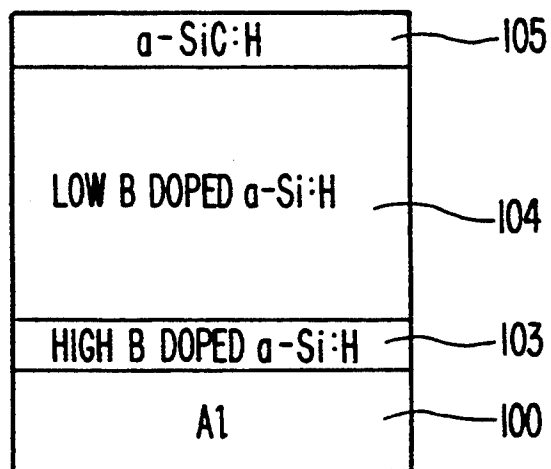 a-SiC:H
105
LOW B DOPED a-Si:H
104
HIGH B DOPED a-Si:H
103
Al
100